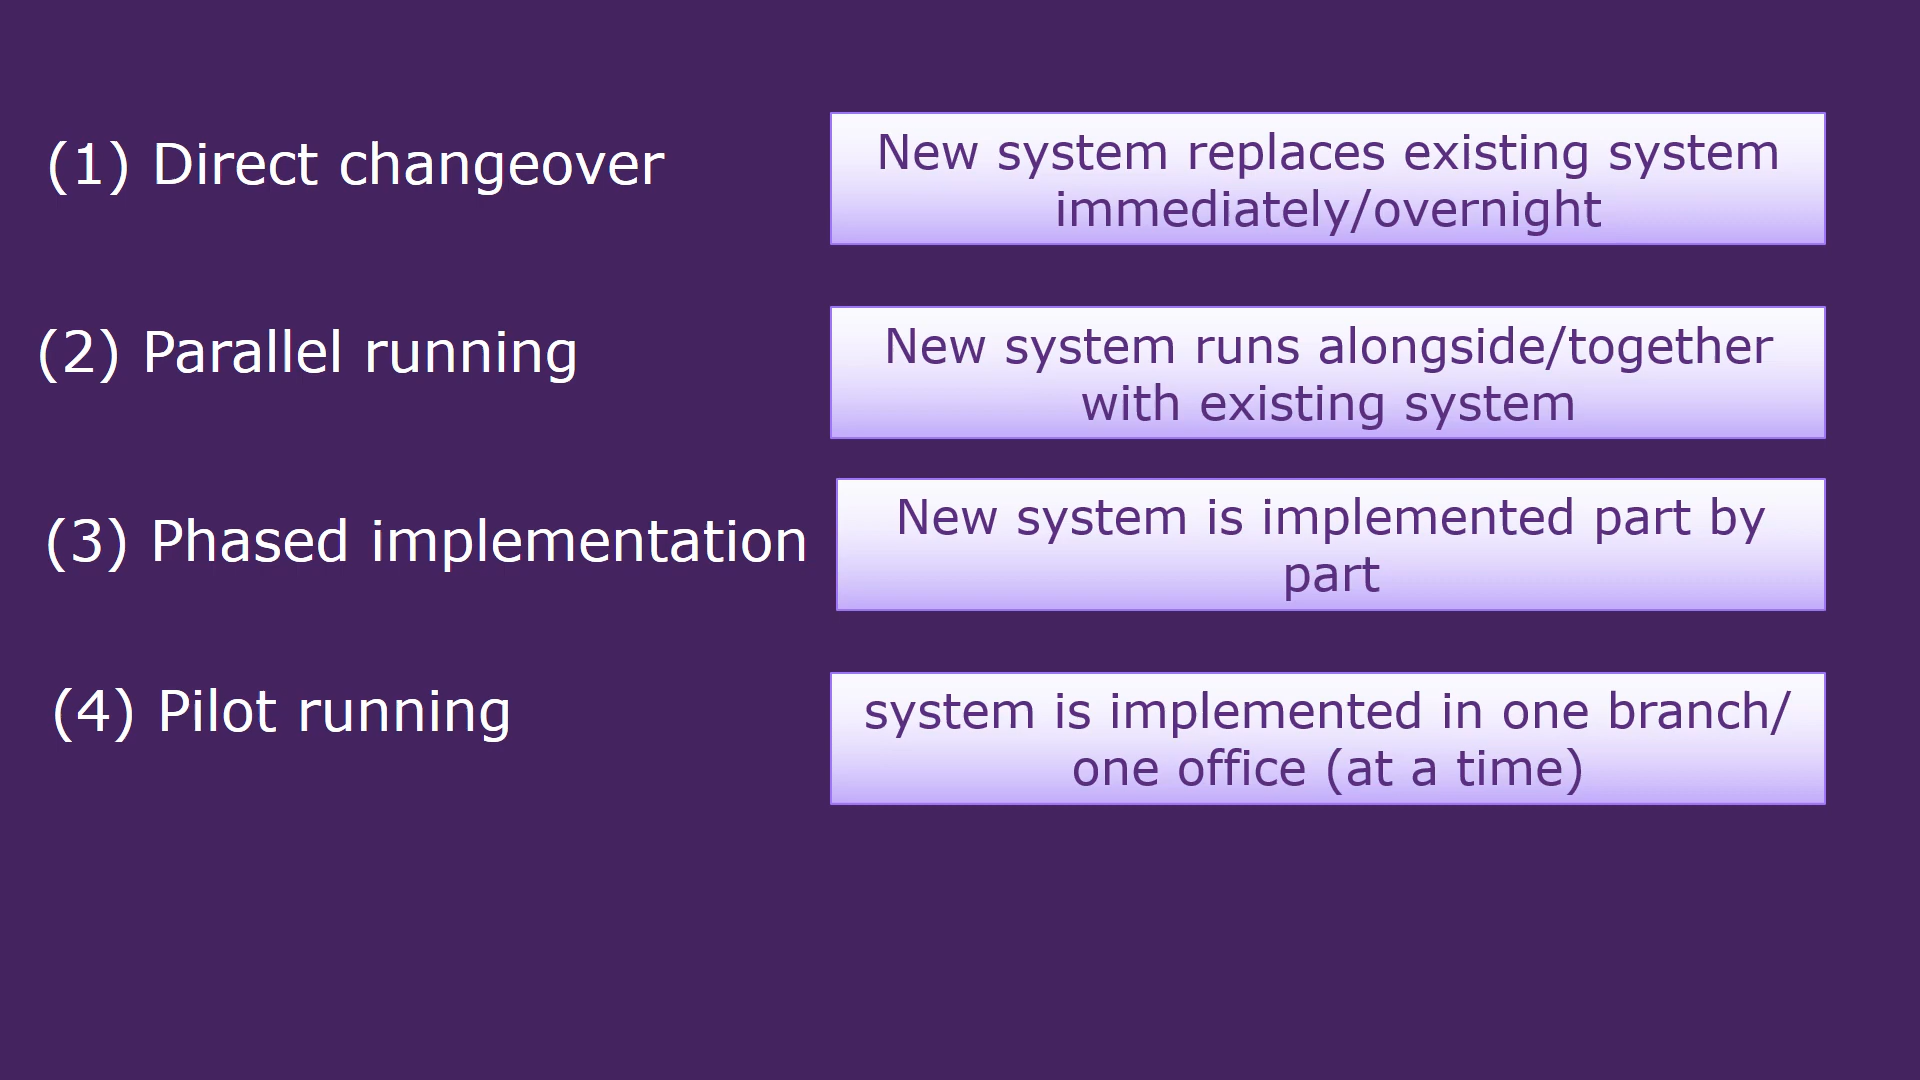 (1) Direct changeover
New system replaces existing system
immediately/overnight
(2) Parallel running
New system runs alongside/together
with existing system
(3) Phased implementation
New system is implemented part by
part
(4) Pilot running
system is implemented in one branch/
one office (at a time)